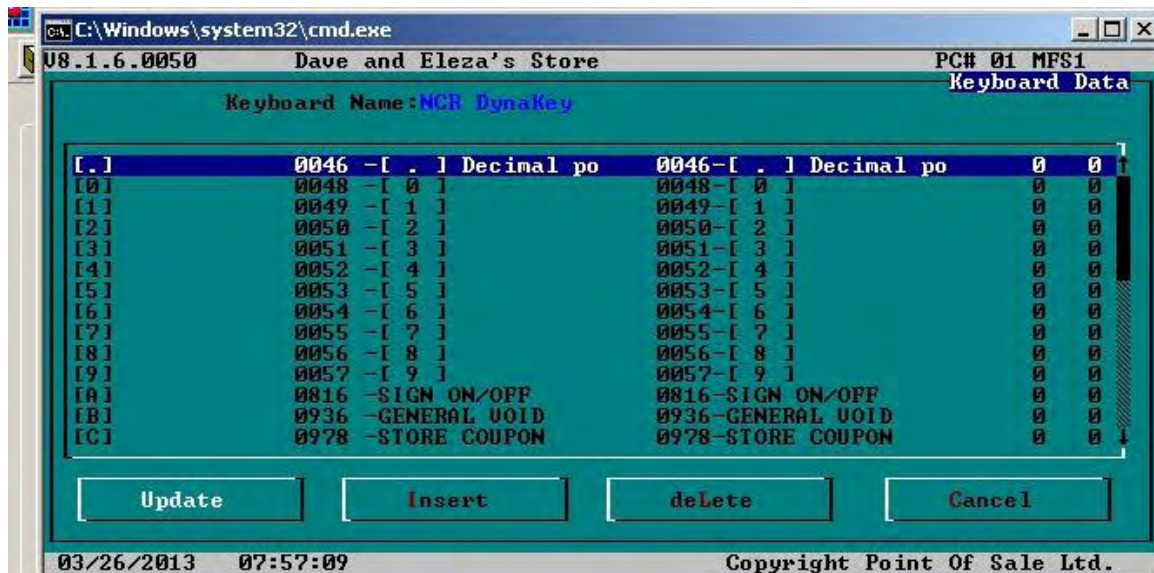 C:\Windows\system32\cmd.exe
V8.1.6.0050 Dave and Eleza's Store PC# 01 MFS1
Keyboard Data
Keyboard Name:NCR DynaKey
[.] 0046 -[ . ] Decimal po 0046-[ . ] Decimal po 0 0
[0] 0048 -[ 0 ] 0048-[ 0 ] 0 0
[1] 0049 -[ 1 ] 0049-[ 1 ] 0 0
[2] 0050 -[ 2 ] 0050-[ 2 ] 0 0
[3] 0051 -[ 3 ] 0051-[ 3 ] 0 0
[4] 0052 -[ 4 ] 0052-[ 4 ] 0 0
[5] 0053 -[ 5 ] 0053-[ 5 ] 0 0
[6] 0054 -[ 6 ] 0054-[ 6 ] 0 0
[7] 0055 -[ 7 ] 0055-[ 7 ] 0 0
[8] 0056 -[ 8 ] 0056-[ 8 ] 0 0
[9] 0057 -[ 9 ] 0057-[ 9 ] 0 0
[A] 0816 -SIGN ON/OFF 0816-SIGN ON/OFF 0 0
[B] 0936 -GENERAL VOID 0936-GENERAL VOID 0 0
[C] 0978 -STORE COUPON 0978-STORE COUPON 0 0
Update Insert deLete Cancel
03/26/2013 07:57:09 Copyright Point Of Sale Ltd.